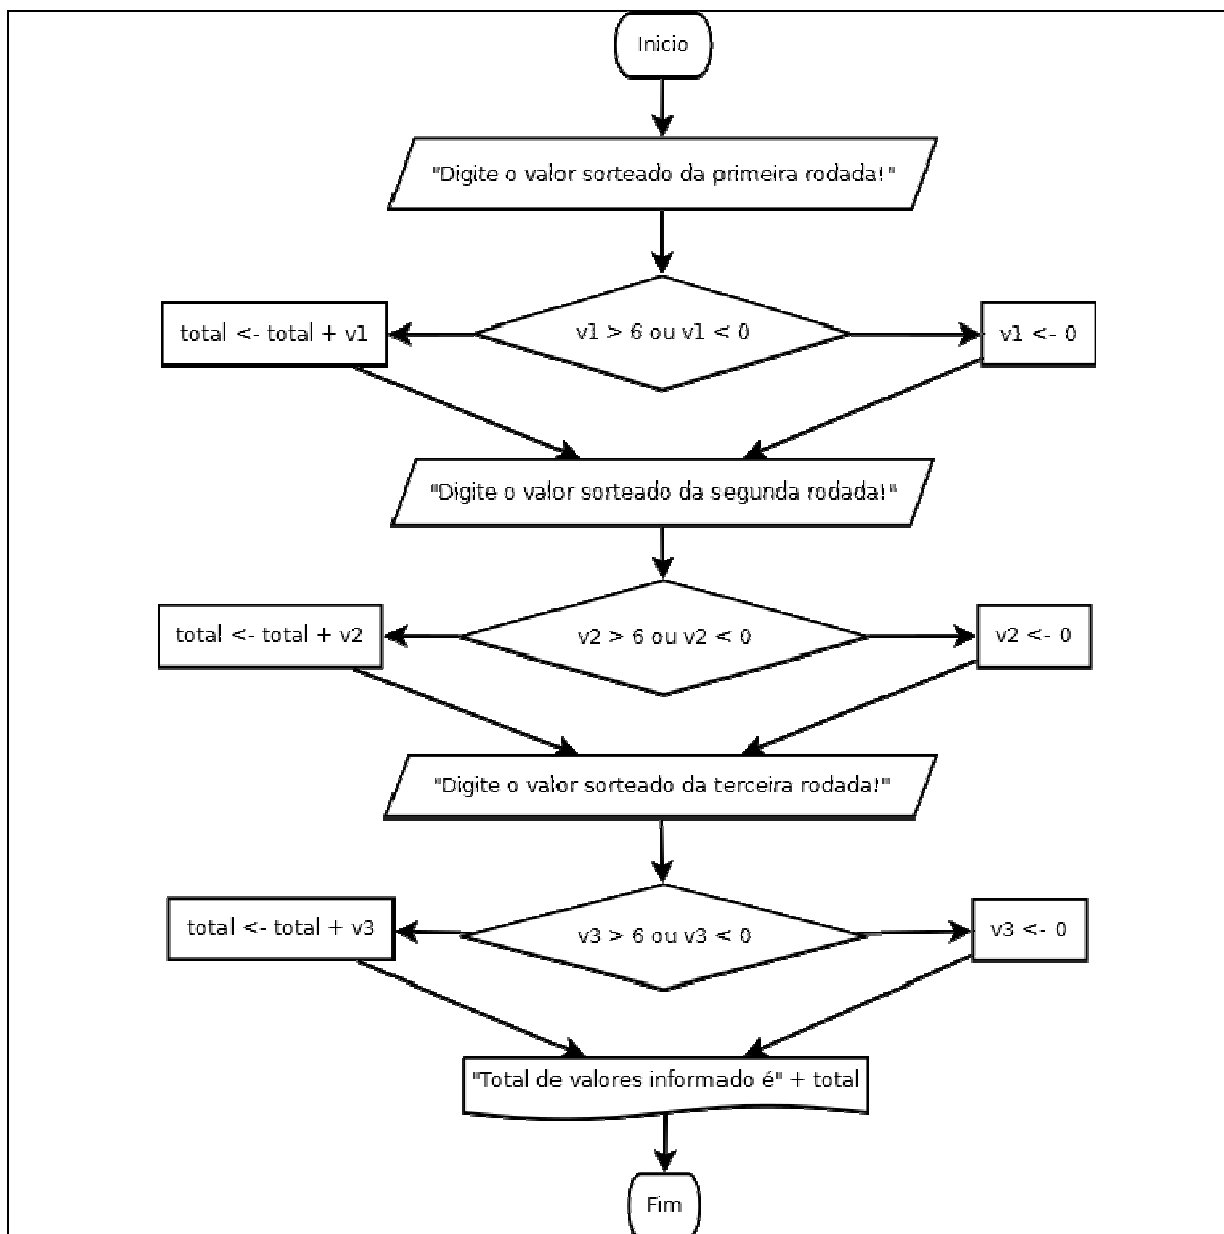 Inicio
"Digite o valor sorteado da primeira rodada!"
total <- total + v1
v1 > 6 ou v1 < 0
v1 <- 0
"Digite o valor sorteado da segunda rodada!"
total <- total + v2
v2 > 6 ou v2 < 0
v2 <- 0
"Digite o valor sorteado da terceira rodada!"
total <- total + v3
v3 > 6 ou v3 < 0
v3 <- 0
"Total de valores informado é" + total
Fim